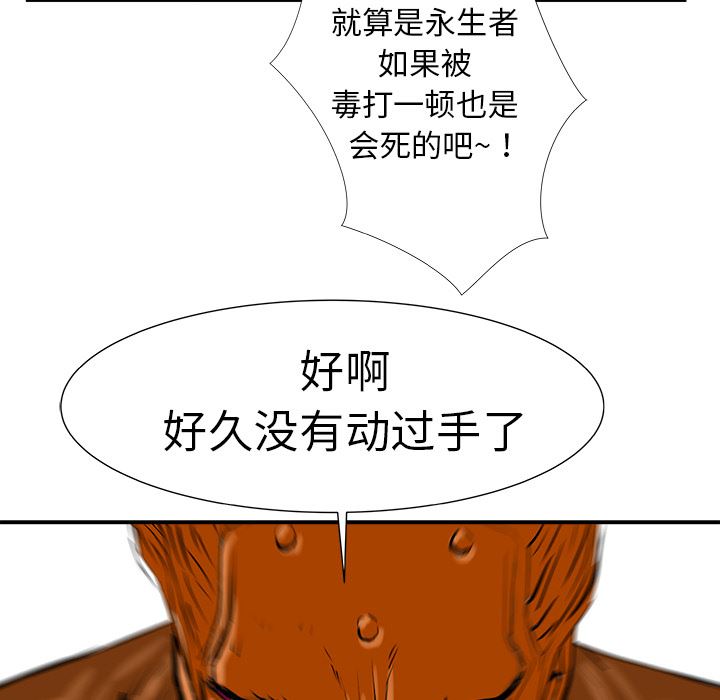 就算是永生者
如果被
毒打一顿也是
会死的吧~！
好啊
好久没有动过手了